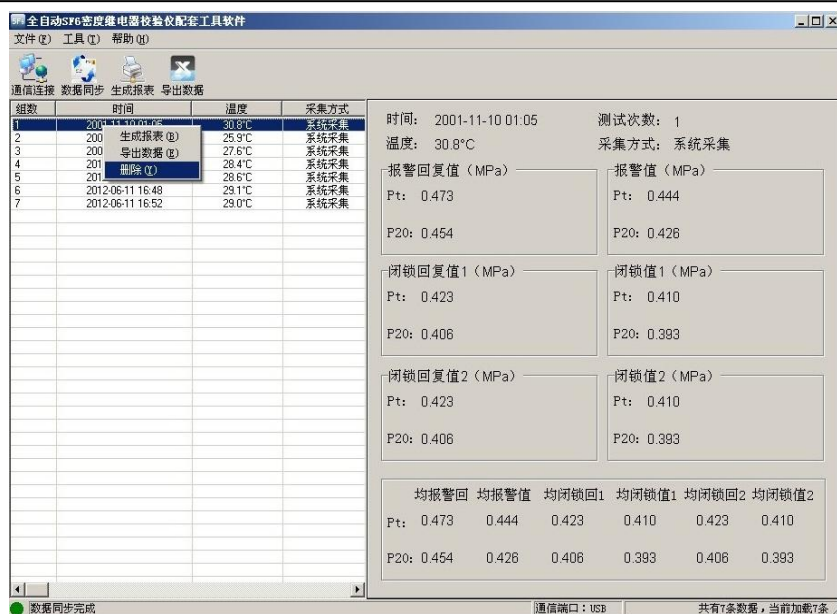 全自动SF6密度继电器校验仪配套工具软件
文件(F) 工具(T) 帮助(H)
通信连接 数据同步 生成报表 导出数据
组数 时间 温度 采集方式
1 2001-11-10 01:05 30.8°C 系统采集
2 200 25.9°C 系统采集
3 200 27.6°C 系统采集
4 201 28.4°C 系统采集
5 201 28.6°C 系统采集
6 2012-06-11 16:48 29.1°C 系统采集
7 2012-06-11 16:52 29.0°C 系统采集
生成报表(B)
导出数据(E)
删除(Y)
时间: 2001-11-10 01:05 测试次数: 1
温度: 30.8°C 采集方式: 系统采集
报警回复值(MPa) 报警值(MPa)
Pt: 0.473 Pt: 0.444
P20: 0.454 P20: 0.426
闭锁回复值1(MPa) 闭锁值1(MPa)
Pt: 0.423 Pt: 0.410
P20: 0.406 P20: 0.393
闭锁回复值2(MPa) 闭锁值2(MPa)
Pt: 0.423 Pt: 0.410
P20: 0.406 P20: 0.393
均报警回 均报警值 均闭锁回1 均闭锁值1 均闭锁回2 均闭锁值2
Pt: 0.473 0.444 0.423 0.410 0.423 0.410
P20: 0.454 0.426 0.406 0.393 0.406 0.393
数据同步完成 通信端口:USB 共有7条数据,当前加载7条